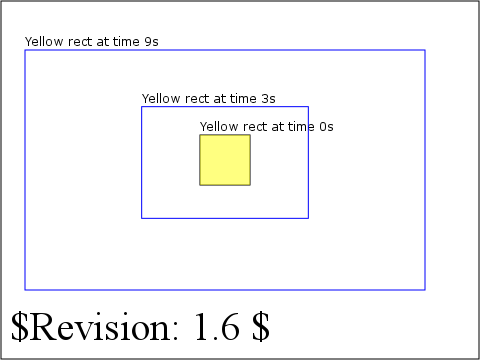 Yellow rect at time 9s
Yellow rect at time 3s
Yellow rect at time 0s
$Revision: 1.6 $